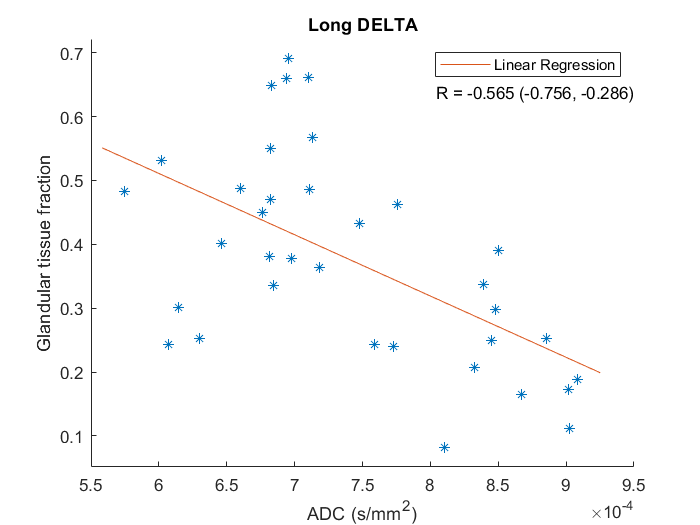 Long DELTA
Linear Regression
R = -0.565 (-0.756, -0.286)
Glandular tissue fraction
0.7
0.6
0.5
0.4
0.3
0.2
0.1
5.5 6 6.5 7 7.5 8 8.5 9 9.5
ADC (s/mm²)
×10⁻⁴